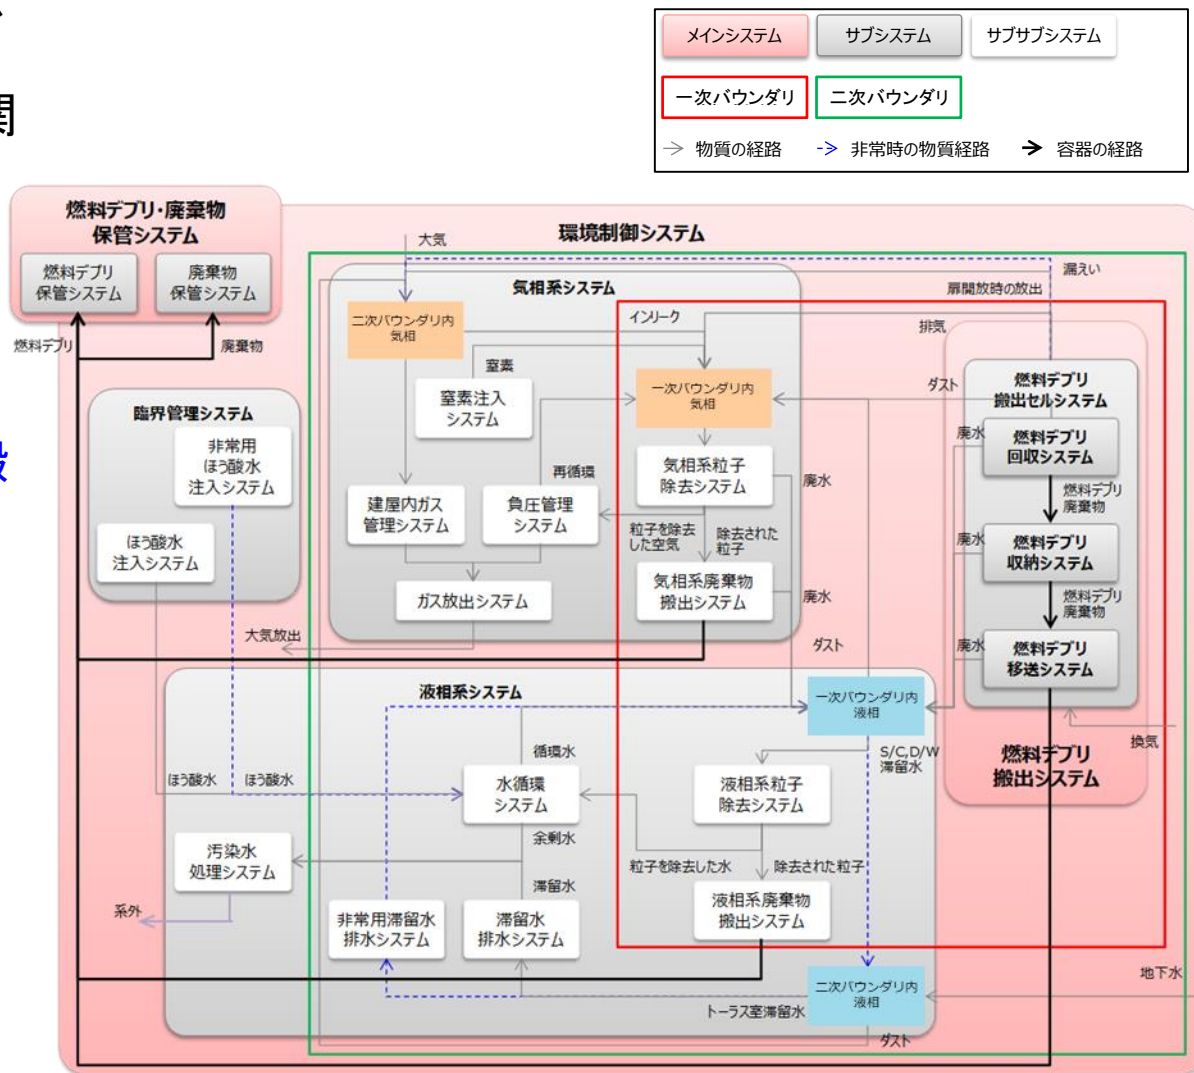 関
役
メインシステム
サブシステム
サブサブシステム
一次バウンダリ
二次バウンダリ
物質の経路
非常時の物質経路
容器の経路
燃料デブリ・廃棄物
保管システム
燃料デブリ
保管システム
廃棄物
保管システム
燃料デブリ
廃棄物
環境制御システム
大気
漏えい
扉開放時の放出
気相系システム
二次バウンダリ内
気相
インリーク
排気
窒素
窒素注入
システム
一次バウンダリ内
気相
ダスト
燃料デブリ
搬出セルシステム
臨界管理システム
非常用
ほう酸水
注入システム
ほう酸水
注入システム
廃水
燃料デブリ
回収システム
再循環
気相系粒子
除去システム
廃水
燃料デブリ
廃棄物
建屋内ガス
管理システム
負圧管理
システム
粒子を除去
した空気
除去された
粒子
廃水
燃料デブリ
収納システム
ガス放出システム
気相系廃棄物
搬出システム
廃水
燃料デブリ
廃棄物
大気放出
ダスト
廃水
燃料デブリ
移送システム
液相系システム
一次バウンダリ内
液相
換気
燃料デブリ
搬出システム
循環水
S/C,D/W
滞留水
ほう酸水
ほう酸水
水循環
システム
液相系粒子
除去システム
余剰水
汚染水
処理システム
粒子を除去した水
除去された粒子
滞留水
系外
非常用滞留水
排水システム
滞留水
排水システム
液相系廃棄物
搬出システム
地下水
二次バウンダリ内
液相
トーラス室滞留水
ダスト